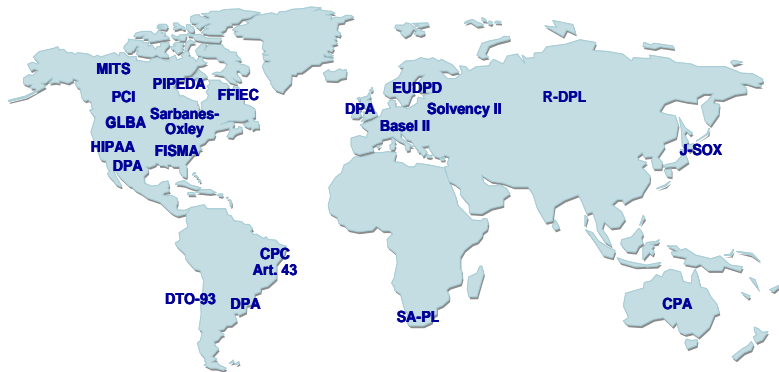 MITS
PIPEDA
PCI
FFIEC
GLBA
Sarbanes-
Oxley
HIPAA
FISMA
DPA
EUDPD
DPA
Solvency II
Basel II
R-DPL
J-SOX
CPC
Art. 43
DTO-93
DPA
SA-PL
CPA